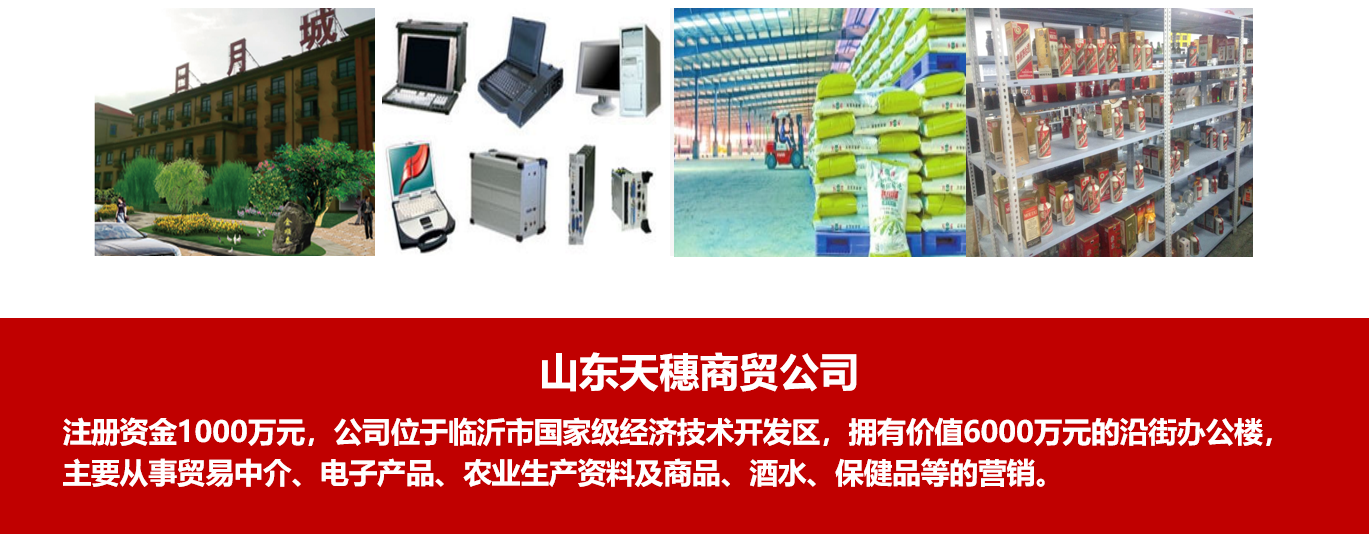 日月城
山东天穗商贸公司
注册资金1000万元，公司位于临沂市国家级经济技术开发区，拥有价值6000万元的沿街办公楼，
主要从事贸易中介、电子产品、农业生产资料及商品、酒水、保健品等的营销。